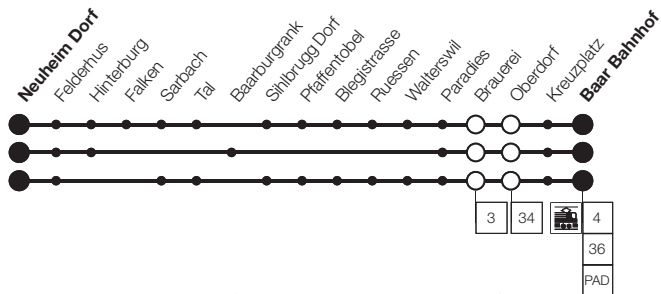 Neuheim Dorf
Felderhus
Hinterburg
Falken
Sarbach
Tal
Baarburgrank
Sihlbrugg Dorf
Pfaffentobel
Blegistrasse
Ruessen
Walterswil
Paradies
Brauerei
Oberdorf
Kreuzplatz
Baar Bahnhof
3 34 4
36
PAD